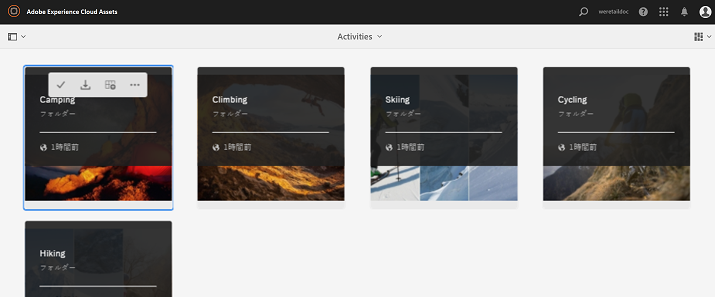 Adobe Experience Cloud Assets
weretaildoc
Activities
Camping
フォルダー
1時間前
Climbing
フォルダー
1時間前
Skiing
フォルダー
1時間前
Cycling
フォルダー
1時間前
Hiking
フォルダー